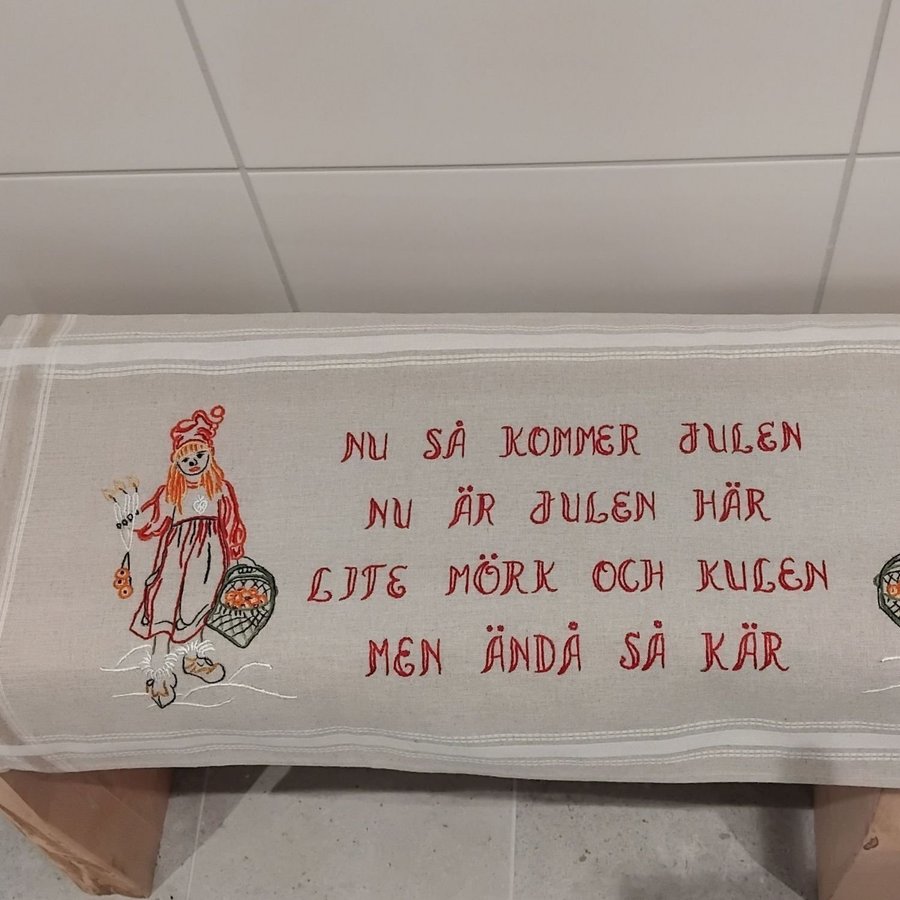 NU SÅ KOMMER JULEN
NU ÄR JULEN HÄR
LITE MÖRK OCH KULEN
MEN ÄNDÅ SÅ KÄR